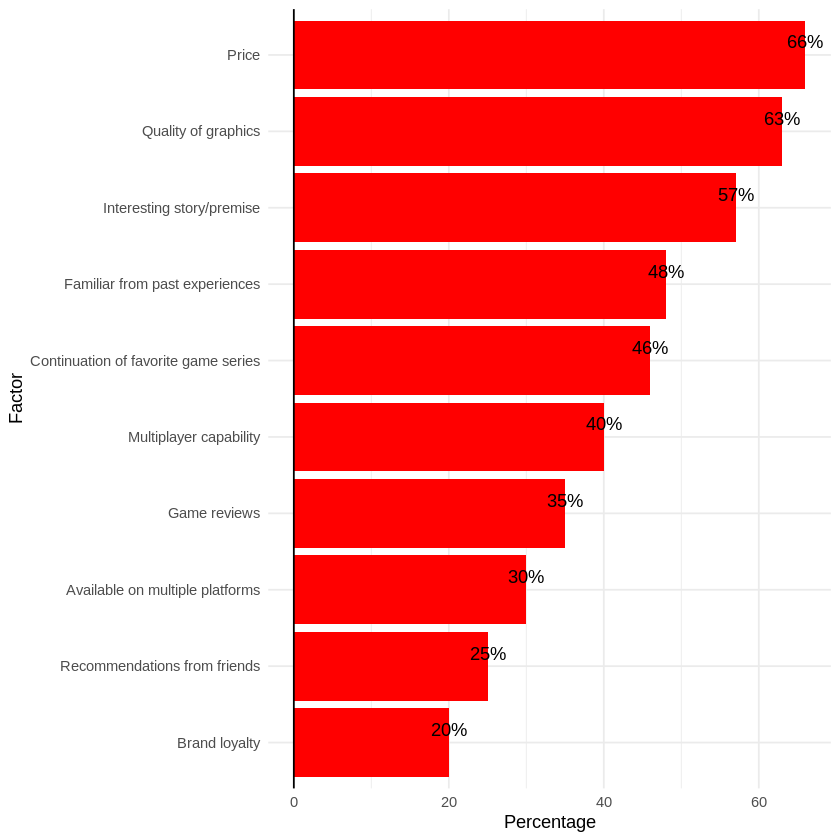 Price
66%
Quality of graphics
63%
Interesting story/premise
57%
Familiar from past experiences
48%
Continuation of favorite game series
46%
Multiplayer capability
40%
Game reviews
35%
Available on multiple platforms
30%
Recommendations from friends
25%
Brand loyalty
20%
Factor
0 20 40 60
Percentage